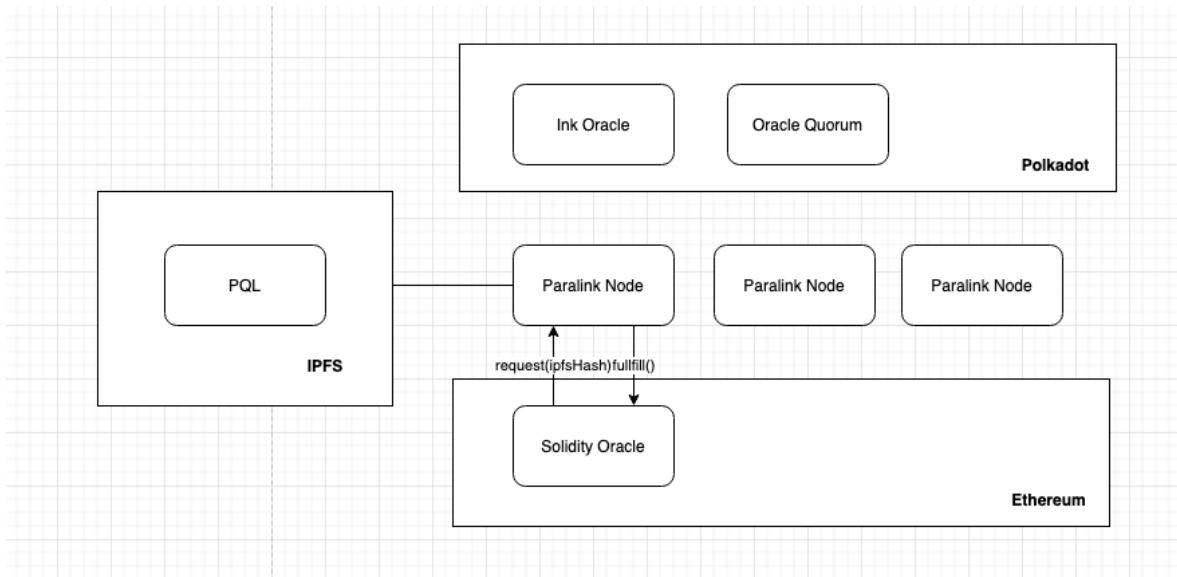 Ink Oracle
Oracle Quorum
Polkadot
PQL
IPFS
Paralink Node
Paralink Node
Paralink Node
request(ipfsHash)fullfill()
Solidity Oracle
Ethereum